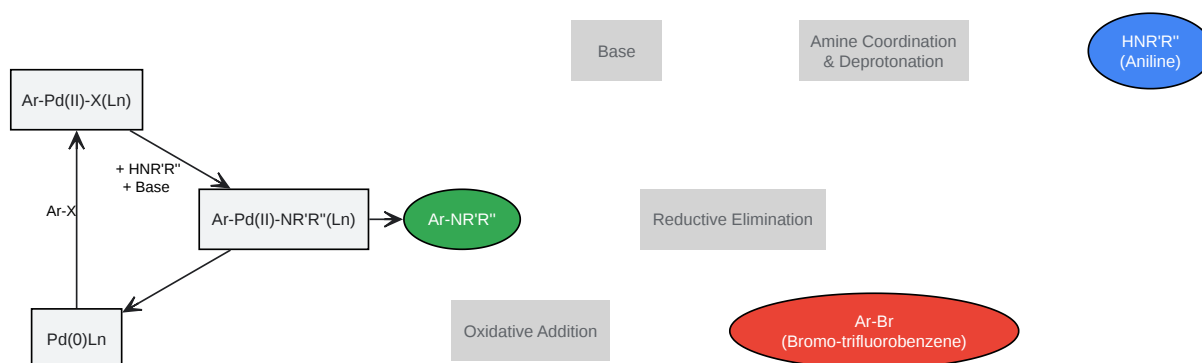 Base
Amine Coordination
& Deprotonation
HNR'R"
(Aniline)
Ar-Pd(II)-X(Ln)
+ HNR'R"
+ Base
Ar-X
Ar-Pd(II)-NR'R"(Ln)
Ar-NR'R"
Reductive Elimination
Pd(0)Ln
Oxidative Addition
Ar-Br
(Bromo-trifluorobenzene)